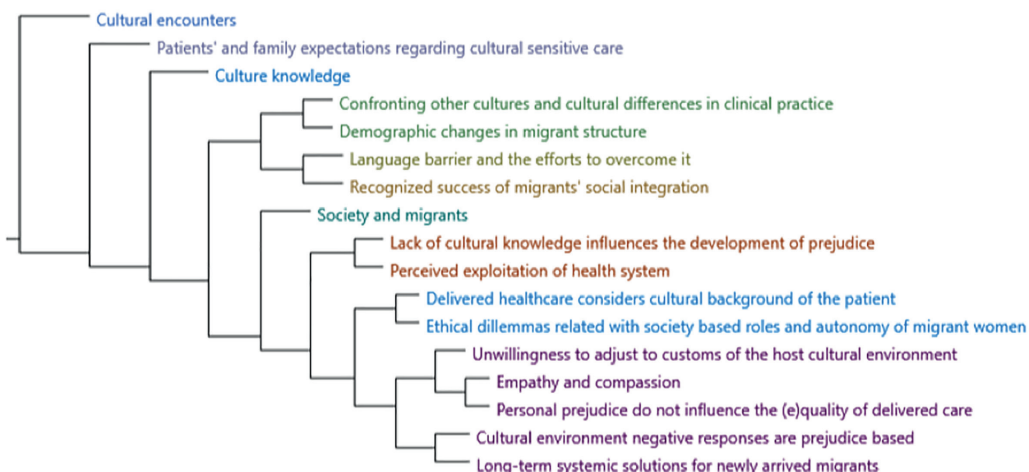 Cultural encounters
Patients' and family expectations regarding cultural sensitive care
Culture knowledge
Confronting other cultures and cultural differences in clinical practice
Demographic changes in migrant structure
Language barrier and the efforts to overcome it
Recognized success of migrants' social integration
Society and migrants
Lack of cultural knowledge influences the development of prejudice
Perceived exploitation of health system
Delivered healthcare considers cultural background of the patient
Ethical dillemmas related with society based roles and autonomy of migrant women
Unwillingness to adjust to customs of the host cultural environment
Empathy and compassion
Personal prejudice do not influence the (e)quality of delivered care
Cultural environment negative responses are prejudice based
Long-term systemic solutions for newly arrived migrants